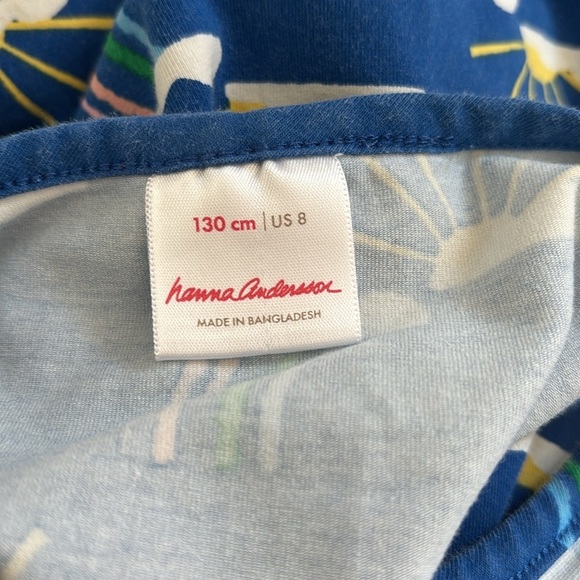 130 cm | US 8
hanna andersson
MADE IN BANGLADESH